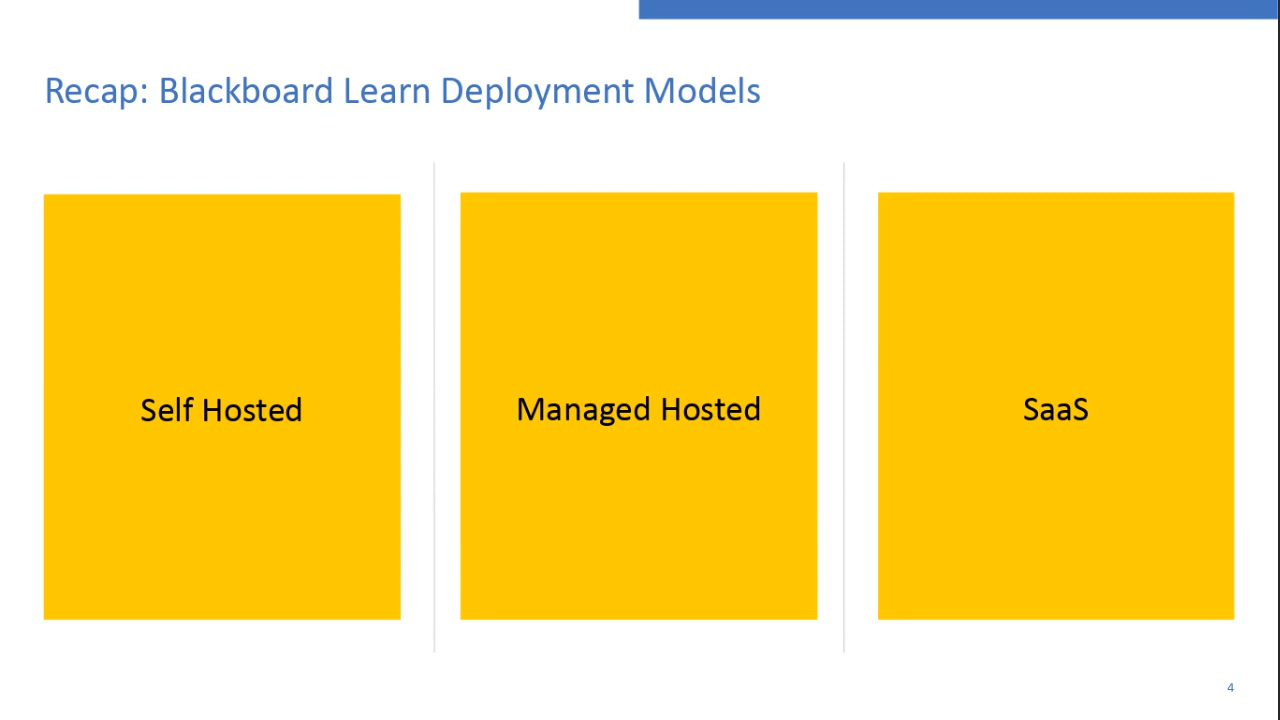 Recap: Blackboard Learn Deployment Models
Self Hosted
Managed Hosted
SaaS
4